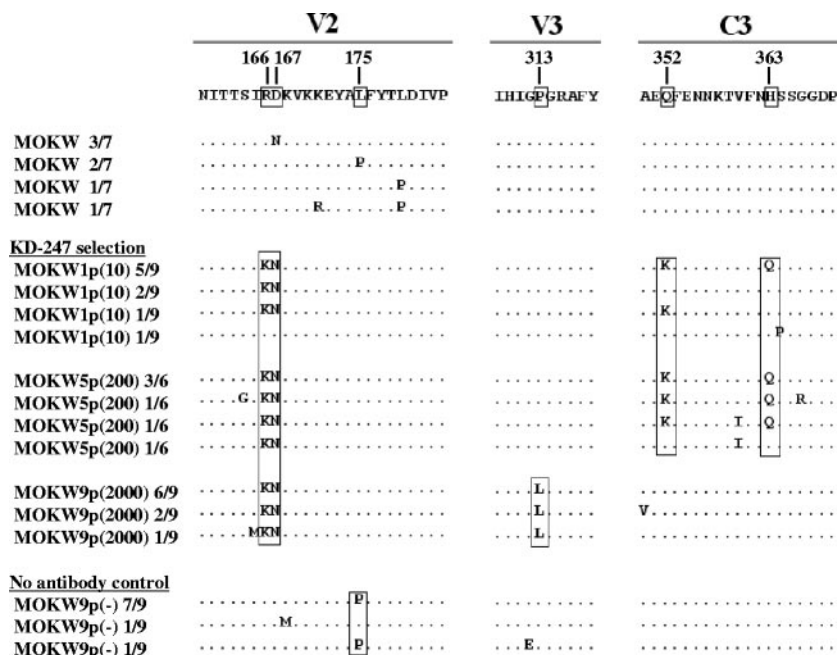 V2 V3 C3
166 167 175 313 352 363
NITTSIRDKVKKEYALFYTLDIVP IHIGPGRAFY AEQFENNKTVFNHSSGGDP
MOKW 3/7 .......N................ .......... ...................
MOKW 2/7 ...............P........ .......... ...................
MOKW 1/7 ...................P.... .......... ...................
MOKW 1/7 ...........R.......P.... .......... ...................
KD-247 selection
MOKW1p(10) 5/9 ......KN................ .......... ..K.........Q......
MOKW1p(10) 2/9 ......KN................ .......... ...................
MOKW1p(10) 1/9 ......KN................ .......... ..K................
MOKW1p(10) 1/9 ........................ .......... .............P.....
MOKW5p(200) 3/6 ......KN................ .......... ..K.........Q......
MOKW5p(200) 1/6 ....G.KN................ .......... ..K.........Q..R...
MOKW5p(200) 1/6 ......KN................ .......... ..K......I..Q......
MOKW5p(200) 1/6 ......KN................ .......... .........I.........
MOKW9p(2000) 6/9 ......KN................ ....L..... ...................
MOKW9p(2000) 2/9 ......KN................ ....L..... V..................
MOKW9p(2000) 1/9 .....MKN................ ....L..... ...................
No antibody control
MOKW9p(-) 7/9 ...............P........ .......... ...................
MOKW9p(-) 1/9 ........M............... .......... ...................
MOKW9p(-) 1/9 ...............P........ ...E...... ...................